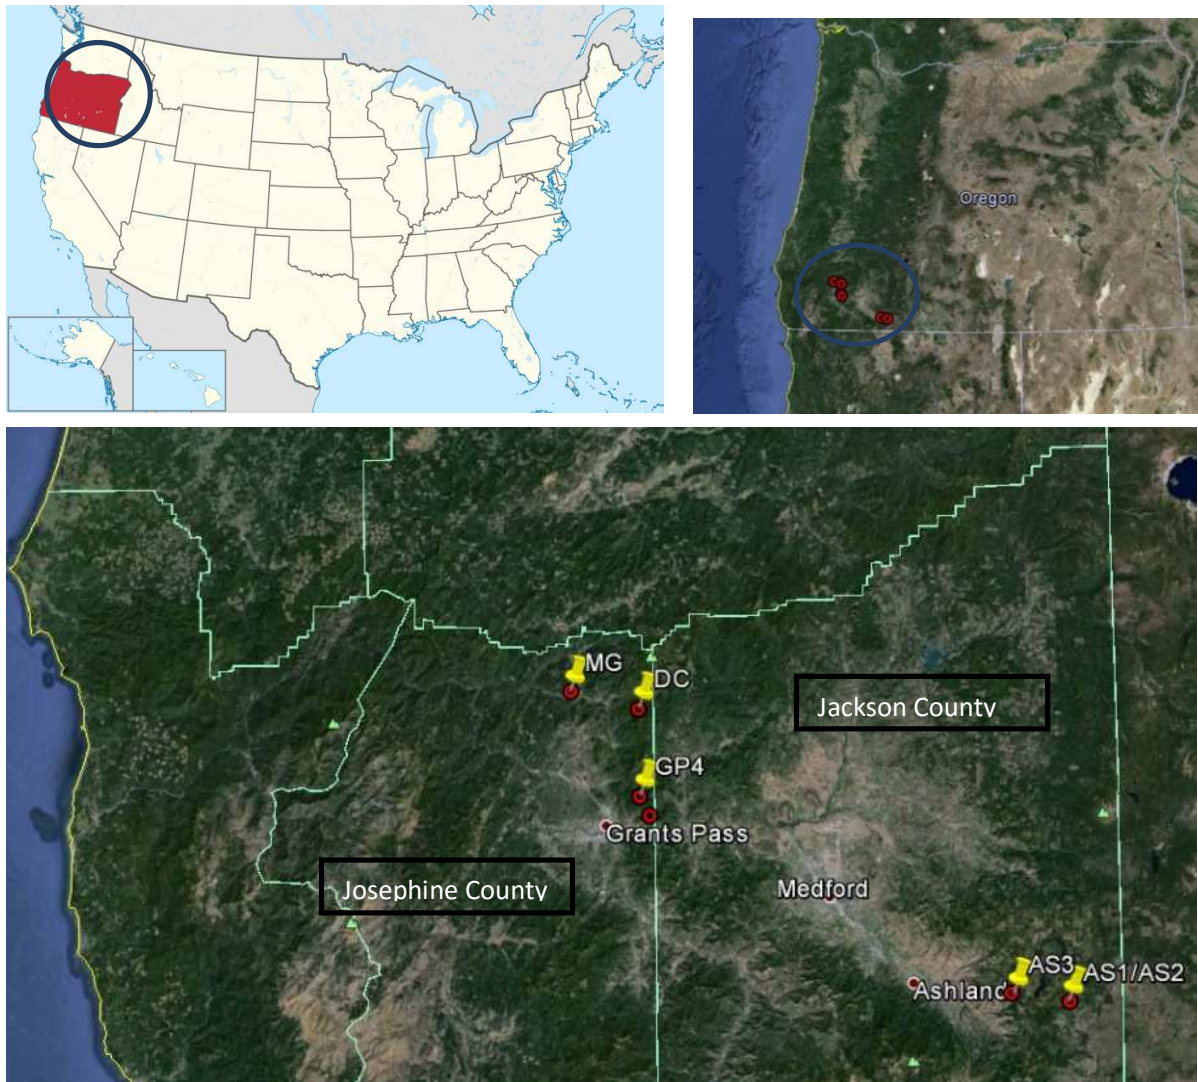 Oregon
MG
DC
Jackson County
GP4
Grants Pass
Josephine County
Medford
AS3
AS1/AS2
Ashland